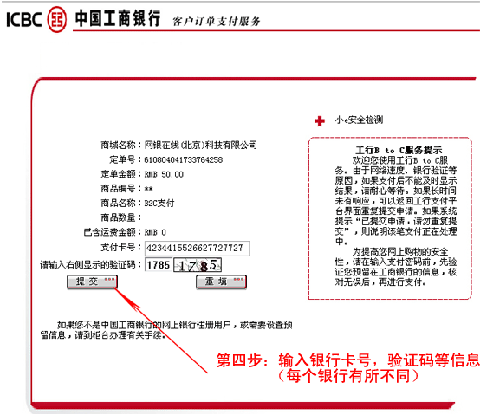 ICBC 中国工商银行 客户订单支付服务
小e安全检测
商城名称：网银在线(北京)科技有限公司
定单号：610804041733764258
定单金额：RMB 50.00
商品编号：88
商品名称：B2C支付
商品数量：
已含运费金额：RMB 0
支付卡号：4234415526627727727
请输入右侧显示的验证码：1785 1785
提 交
重 填
如果您不是中国工商银行的网上银行注册用户，或需要设置预
留信息，请到柜台办理有关手续。
工行B to C服务提示
欢迎您使用工行B to C服
务。由于网络速度、银行验证等
原因，如果支付后不能及时显示
结果，请耐心等待，如果长时间
未有响应，可以返回工行支付平
台界面重复提交申请。如果系统
提示“已提交申请，请勿重复提
交”，则说明该笔支付正在处理
中。
为提高您网上购物的安全
性，请在输入支付密码前，先验
证您预留在工商银行的信息，核
对无误后，再进行支付。
第四步：输入银行卡号，验证码等信息
（每个银行有所不同）